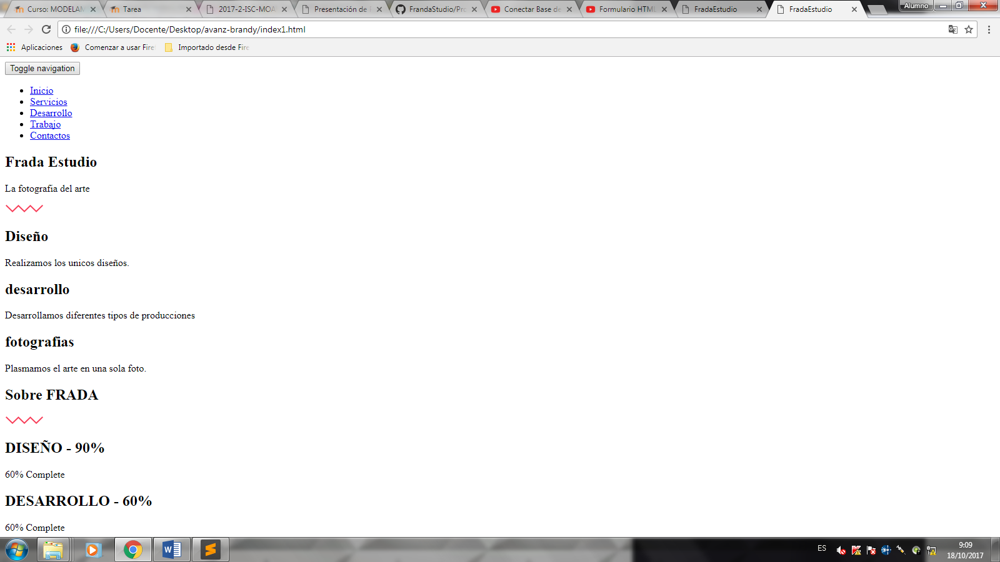 Curso: MODELAM
Tarea
2017-2-ISC-MOA
Presentación de
FrandaStudio/Pro
Conectar Base de
Formulario HTML
FradaEstudio
FradaEstudio
Alumno
file:///C:/Users/Docente/Desktop/avanz-brandy/index1.html
Aplicaciones
Comenzar a usar Fire
Importado desde Fire
Toggle navigation
Inicio
Servicios
Desarrollo
Trabajo
Contactos
Frada Estudio
La fotografia del arte
Diseño
Realizamos los unicos diseños.
desarrollo
Desarrollamos diferentes tipos de producciones
fotografias
Plasmamos el arte en una sola foto.
Sobre FRADA
DISEÑO - 90%
60% Complete
DESARROLLO - 60%
60% Complete
ES
9:09
18/10/2017